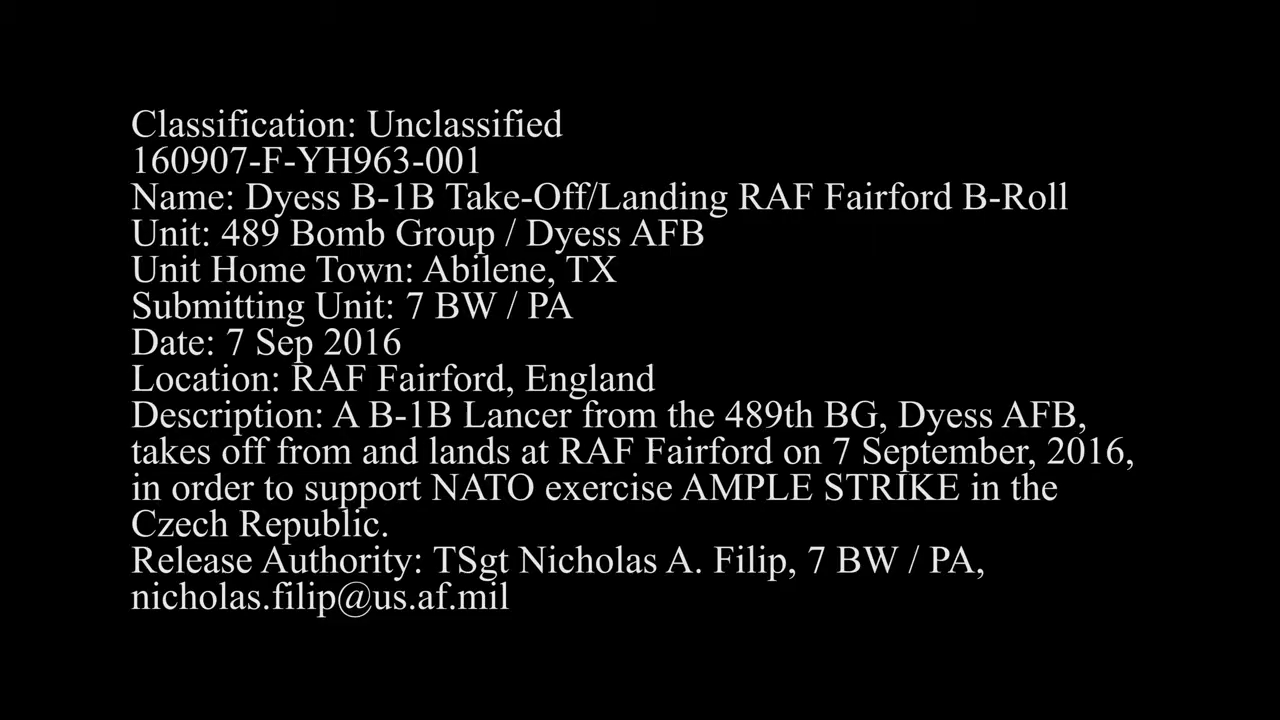 Classification: Unclassified
160907-F-YH963-001
Name: Dyess B-1B Take-Off/Landing RAF Fairford B-Roll
Unit: 489 Bomb Group / Dyess AFB
Unit Home Town: Abilene, TX
Submitting Unit: 7 BW / PA
Date: 7 Sep 2016
Location: RAF Fairford, England
Description: A B-1B Lancer from the 489th BG, Dyess AFB,
takes off from and lands at RAF Fairford on 7 September, 2016,
in order to support NATO exercise AMPLE STRIKE in the
Czech Republic.
Release Authority: TSgt Nicholas A. Filip, 7 BW / PA,
nicholas.filip@us.af.mil